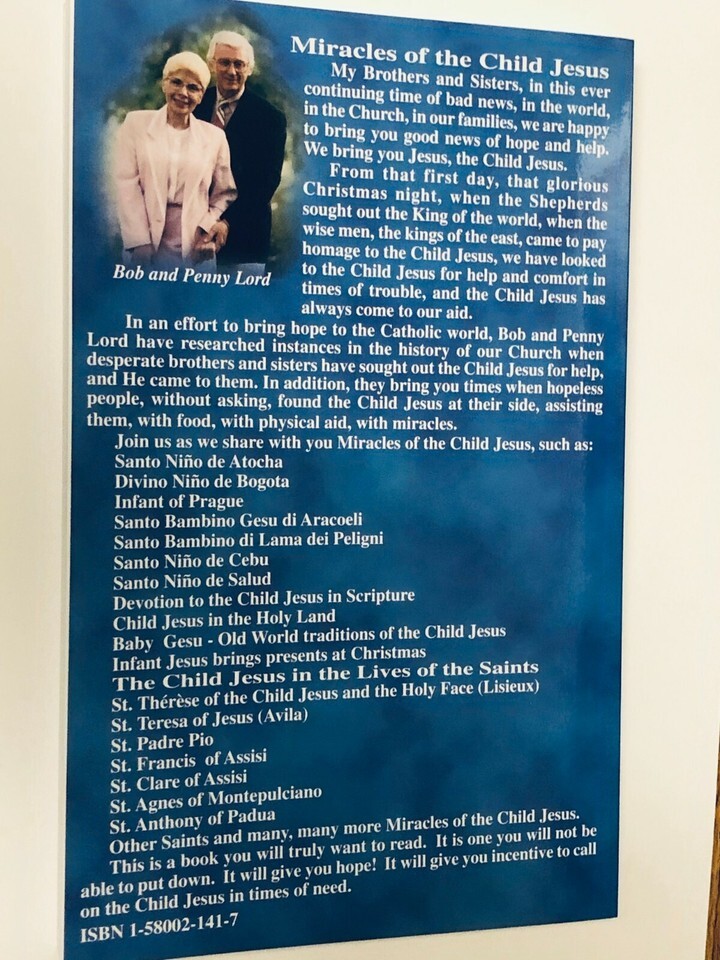 Miracles of the Child Jesus
My Brothers and Sisters, in this ever
continuing time of bad news, in the world,
in the Church, in our families, we are happy
to bring you good news of hope and help.
We bring you Jesus, the Child Jesus.
From that first day, that glorious
Christmas night, when the Shepherds
sought out the King of the world, when the
wise men, the kings of the east, came to pay
homage to the Child Jesus, we have looked
to the Child Jesus for help and comfort in
times of trouble, and the Child Jesus has
always come to our aid.
Bob and Penny Lord
In an effort to bring hope to the Catholic world, Bob and Penny
Lord have researched instances in the history of our Church when
desperate brothers and sisters have sought out the Child Jesus for help,
and He came to them. In addition, they bring you times when hopeless
people, without asking, found the Child Jesus at their side, assisting
them, with food, with physical aid, with miracles.
Join us as we share with you Miracles of the Child Jesus, such as:
Santo Niño de Atocha
Divino Niño de Bogota
Infant of Prague
Santo Bambino Gesu di Aracoeli
Santo Bambino di Lama dei Peligni
Santo Niño de Cebu
Santo Niño de Salud
Devotion to the Child Jesus in Scripture
Child Jesus in the Holy Land
Baby Gesu - Old World traditions of the Child Jesus
Infant Jesus brings presents at Christmas
The Child Jesus in the Lives of the Saints
St. Thérèse of the Child Jesus and the Holy Face (Lisieux)
St. Teresa of Jesus (Avila)
St. Padre Pio
St. Francis of Assisi
St. Clare of Assisi
St. Agnes of Montepulciano
St. Anthony of Padua
Other Saints and many, many more Miracles of the Child Jesus.
This is a book you will truly want to read. It is one you will not be
able to put down. It will give you hope! It will give you incentive to call
on the Child Jesus in times of need.
ISBN 1-58002-141-7